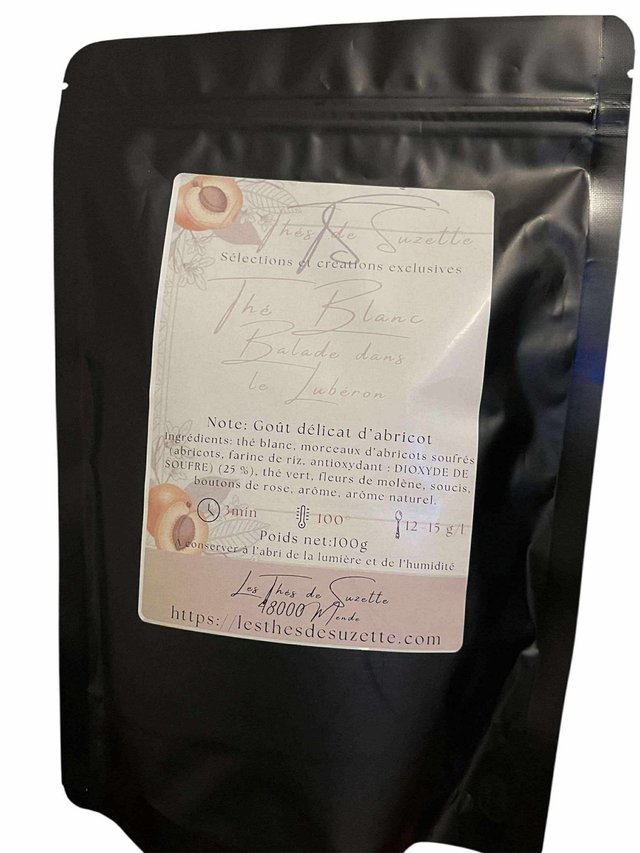 Thés de Suzette
Sélections et créations exclusives
Thé Blanc
Balade dans
le Lubéron
Note: Goût délicat d'abricot
Ingrédients: thé blanc, morceaux d'abricots soufrés
(abricots, farine de riz, antioxydant : DIOXYDE DE
SOUFRE) (25 %), thé vert, fleurs de molène, soucis,
boutons de rose, arôme, arôme naturel.
3min 100° 12-15 g/l
Poids net:100g
A conserver à l'abri de la lumière et de l'humidité
Les Thés de Suzette
48000 Mende
https://lesthesdesuzette.com